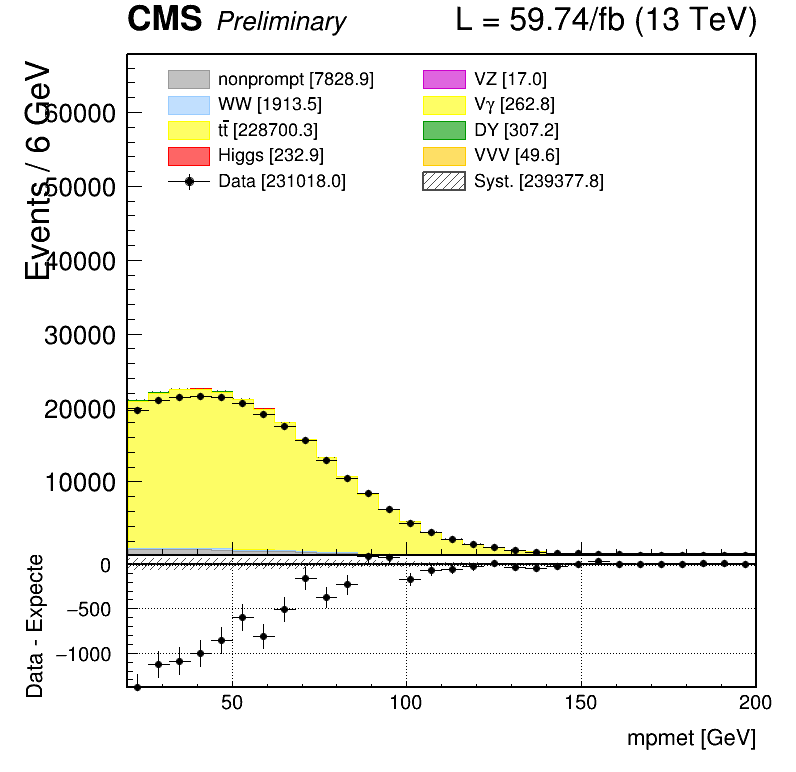 CMS Preliminary L = 59.74/fb (13 TeV)
Events / 6 GeV
nonprompt [7828.9] VZ [17.0]
WW [1913.5] Vγ [262.8]
tt̄ [228700.3] DY [307.2]
Higgs [232.9] VVV [49.6]
Data [231018.0] Syst. [239377.8]
60000
50000
40000
30000
20000
10000
Data - Expecte
0
−500
−1000
50 100 150 200
mpmet [GeV]